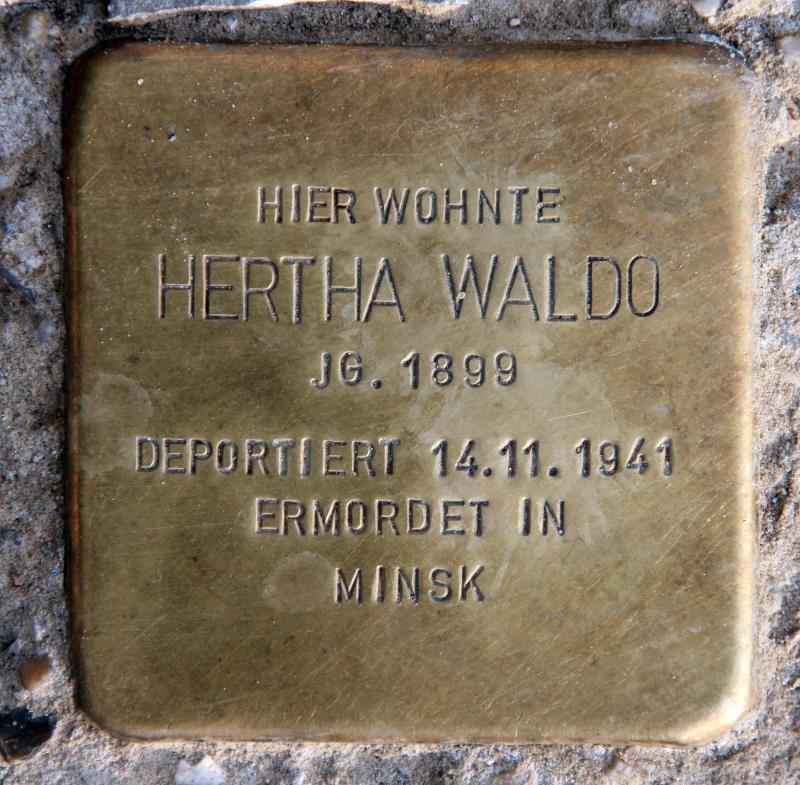 HIER WOHNTE
HERTHA WALDO
JG. 1899
DEPORTIERT 14.11.1941
ERMORDET IN
MINSK